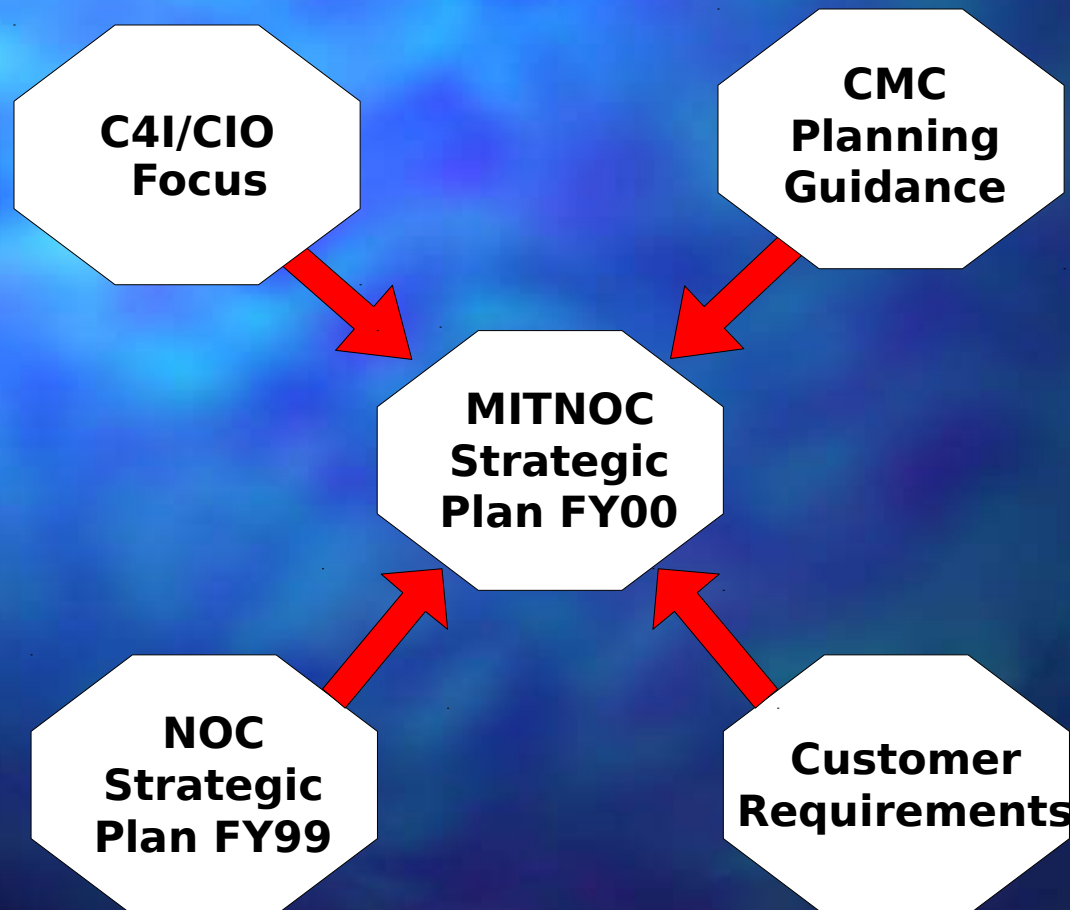 C4I/CIO
Focus
CMC
Planning
Guidance
MITNOC
Strategic
Plan FY00
NOC
Strategic
Plan FY99
Customer
Requirements